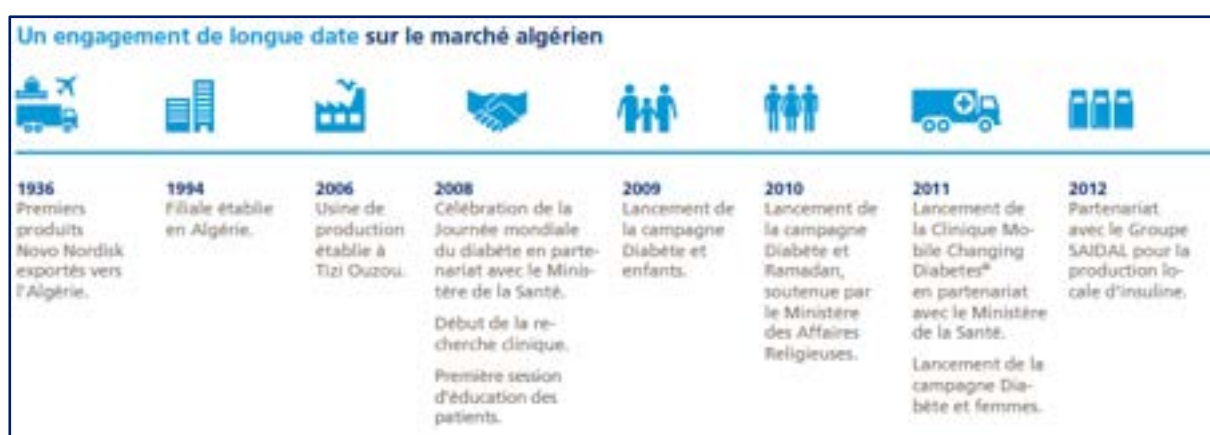 Un engagement de longue date sur le marché algérien
1936
Premiers
produits
Novo Nordisk
exportés vers
l'Algérie.
1994
Filiale établie
en Algérie.
2006
Usine de
production
établie à
Tizi Ouzou.
2008
Célébration de la
Journée mondiale
du diabète en parte-
nariat avec le Minis-
tère de la Santé.
Début de la re-
cherche clinique.
Première session
d'éducation des
patients.
2009
Lancement de
la campagne
Diabète et
enfants.
2010
Lancement de
la campagne
Diabète et
Ramadan,
soutenue par
le Ministère
des Affaires
Religieuses.
2011
Lancement de
la Clinique Mo-
bile Changing
Diabetes®
en partenariat
avec le Ministère
de la Santé.
Lancement de la
campagne Dia-
bète et femmes.
2012
Partenariat
avec le Groupe
SAIDAL pour la
production lo-
cale d'insuline.